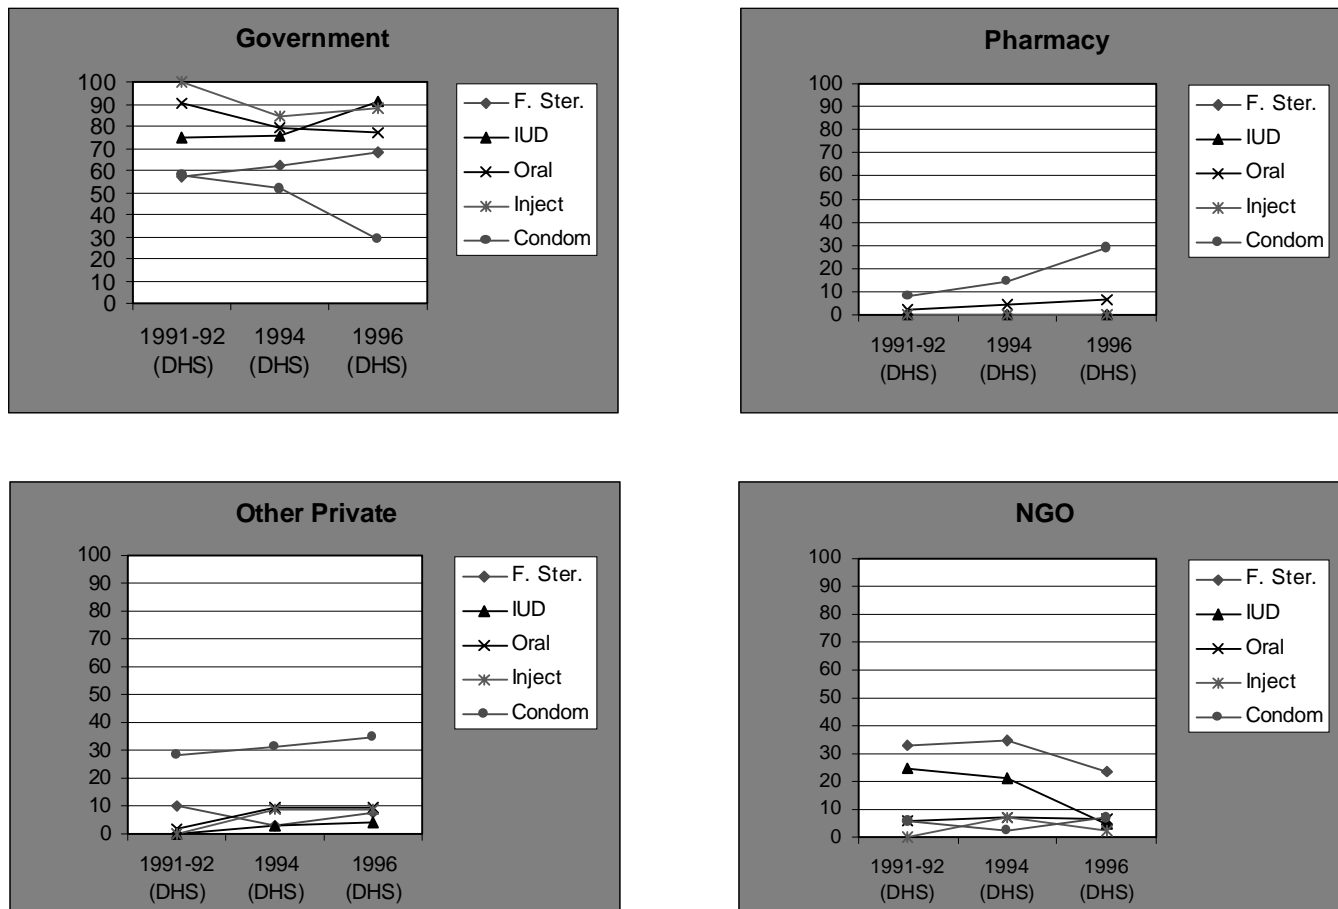 Government
100
90
80
70
60
50
40
30
20
10
0
1991-92
(DHS)
1994
(DHS)
1996
(DHS)
F. Ster.
IUD
Oral
Inject
Condom
Pharmacy
100
90
80
70
60
50
40
30
20
10
0
1991-92
(DHS)
1994
(DHS)
1996
(DHS)
F. Ster.
IUD
Oral
Inject
Condom
Other Private
100
90
80
70
60
50
40
30
20
10
0
1991-92
(DHS)
1994
(DHS)
1996
(DHS)
F. Ster.
IUD
Oral
Inject
Condom
NGO
100
90
80
70
60
50
40
30
20
10
0
1991-92
(DHS)
1994
(DHS)
1996
(DHS)
F. Ster.
IUD
Oral
Inject
Condom